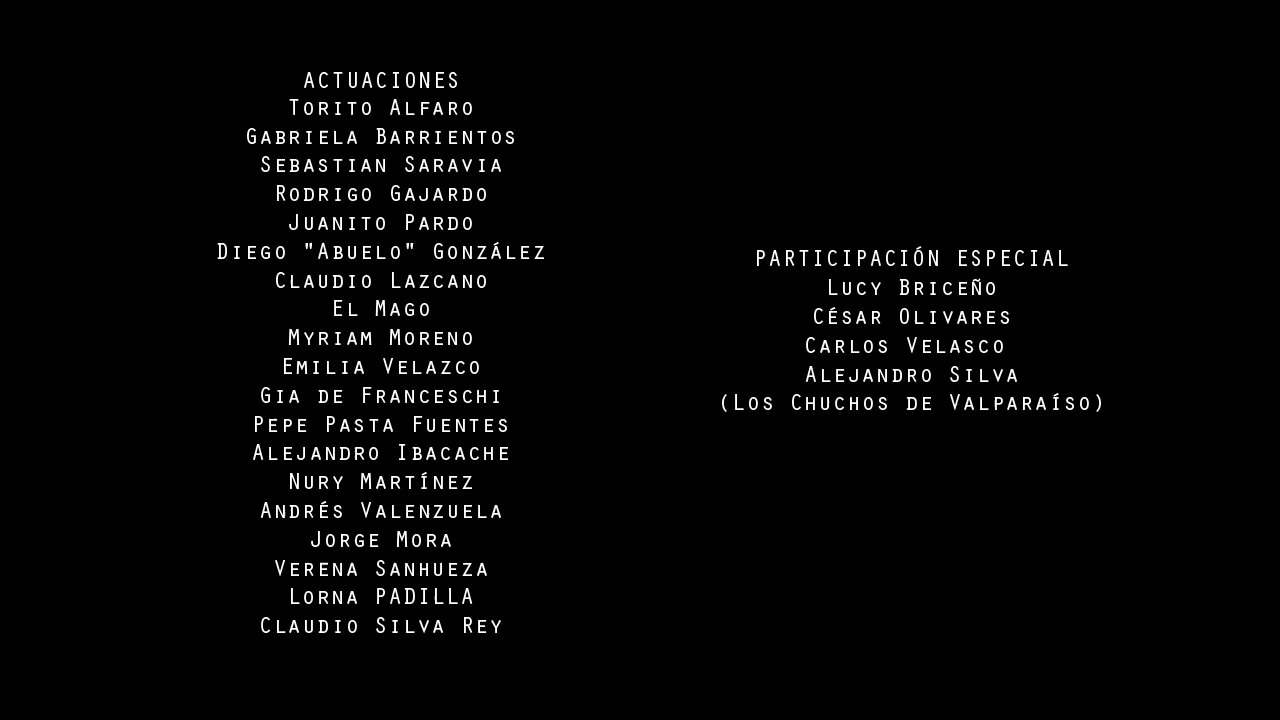 ACTUACIONES
Torito Alfaro
Gabriela Barrientos
Sebastian Saravia
Rodrigo Gajardo
Juanito Pardo
Diego "Abuelo" González
Claudio Lazcano
El Mago
Myriam Moreno
Emilia Velazco
Gia de Franceschi
Pepe Pasta Fuentes
Alejandro Ibacache
Nury Martínez
Andrés Valenzuela
Jorge Mora
Verena Sanhueza
Lorna PADILLA
Claudio Silva Rey
PARTICIPACIÓN ESPECIAL
Lucy Briceño
César Olivares
Carlos Velasco
Alejandro Silva
(Los Chuchos de Valparaíso)